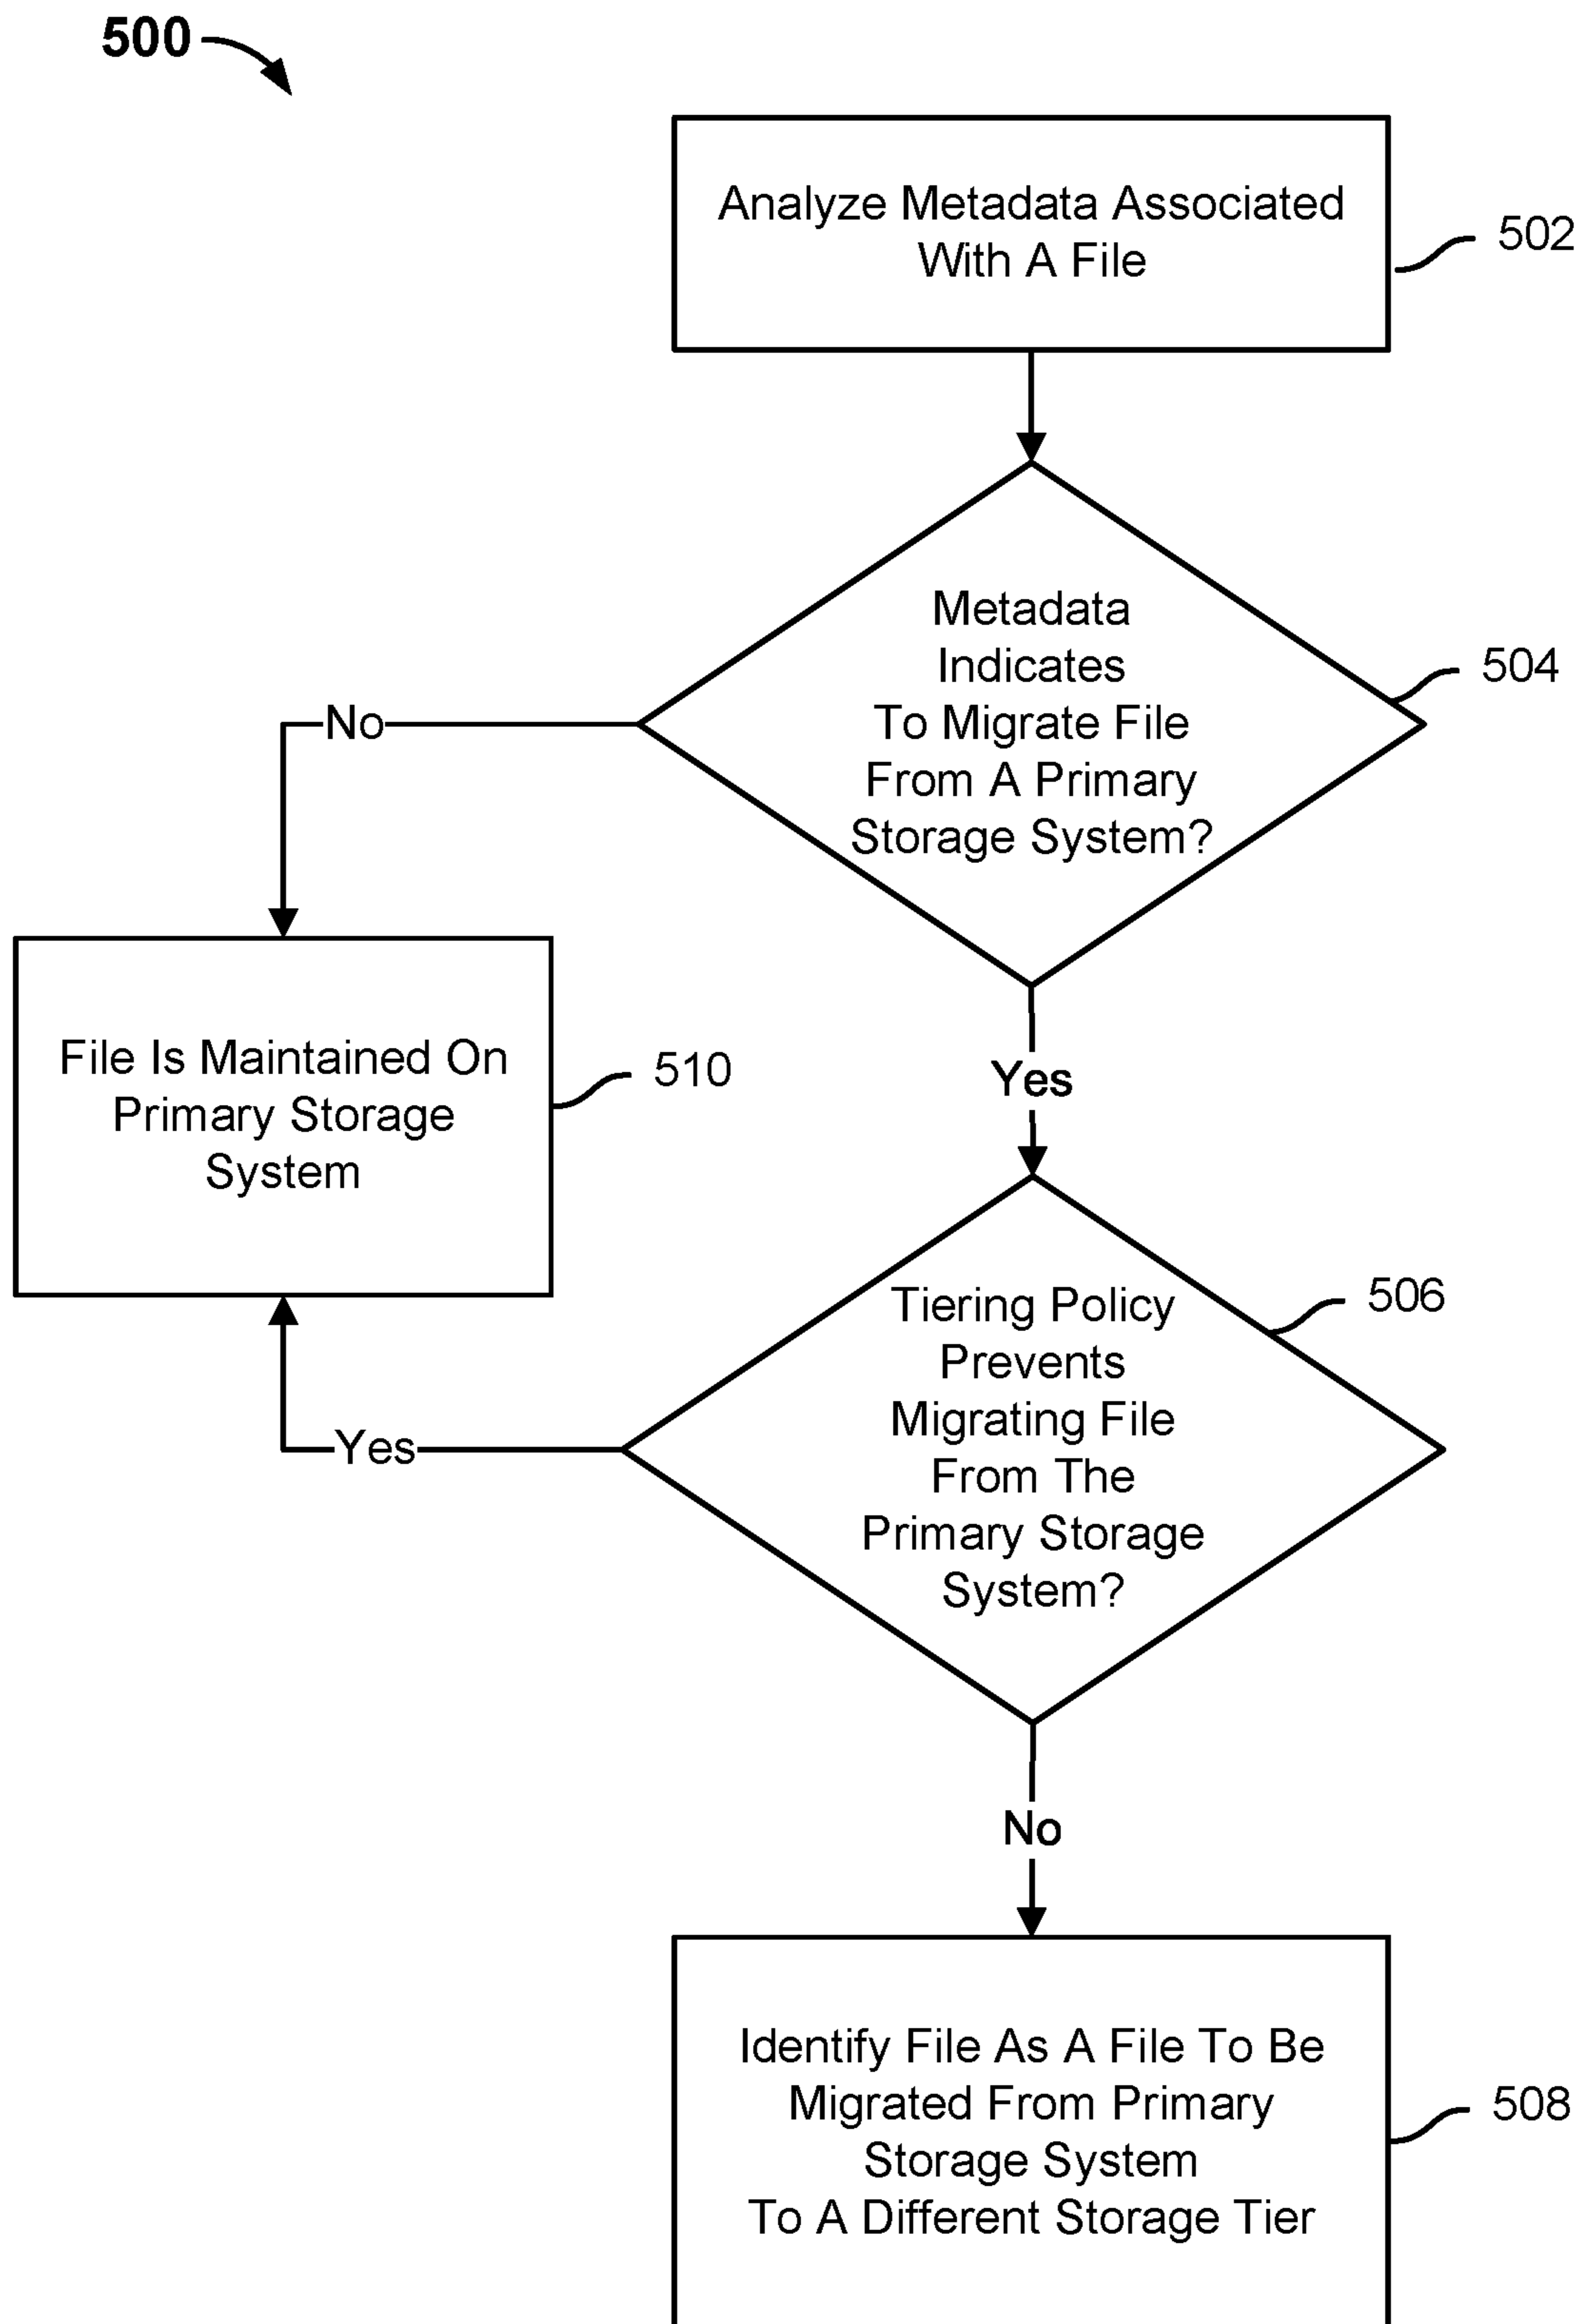 500
Analyze Metadata Associated
With A File
502
Metadata
Indicates
To Migrate File
From A Primary
Storage System?
504
No
File Is Maintained On
Primary Storage
System
510
Yes
Tiering Policy
Prevents
Migrating File
From The
Primary Storage
System?
506
Yes
No
Identify File As A File To Be
Migrated From Primary
Storage System
To A Different Storage Tier
508